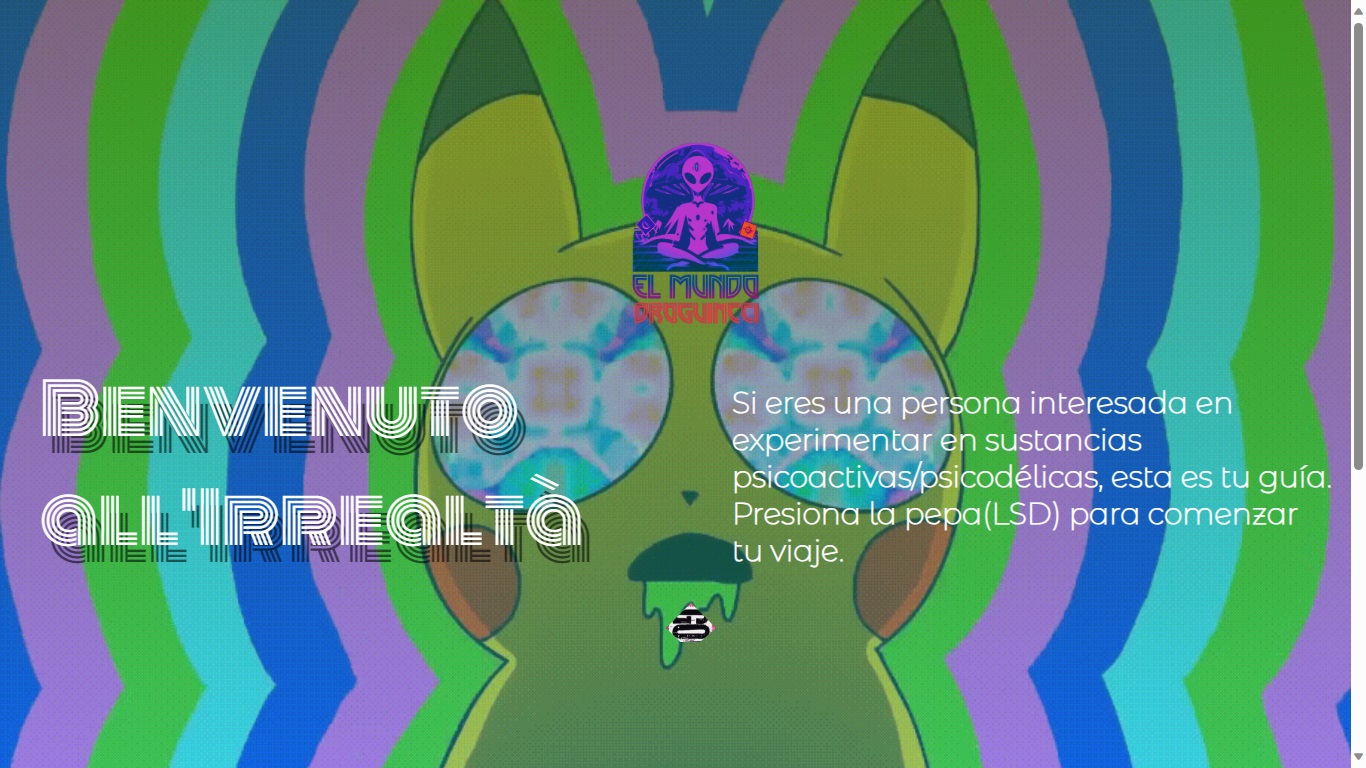 EL MUNDO
DROGUINCCI
BENVENUTO
ALL'IRREALTÀ
Si eres una persona interesada en
experimentar en sustancias
psicoactivas/psicodélicas, esta es tu guía.
Presiona la pepa(LSD) para comenzar
tu viaje.